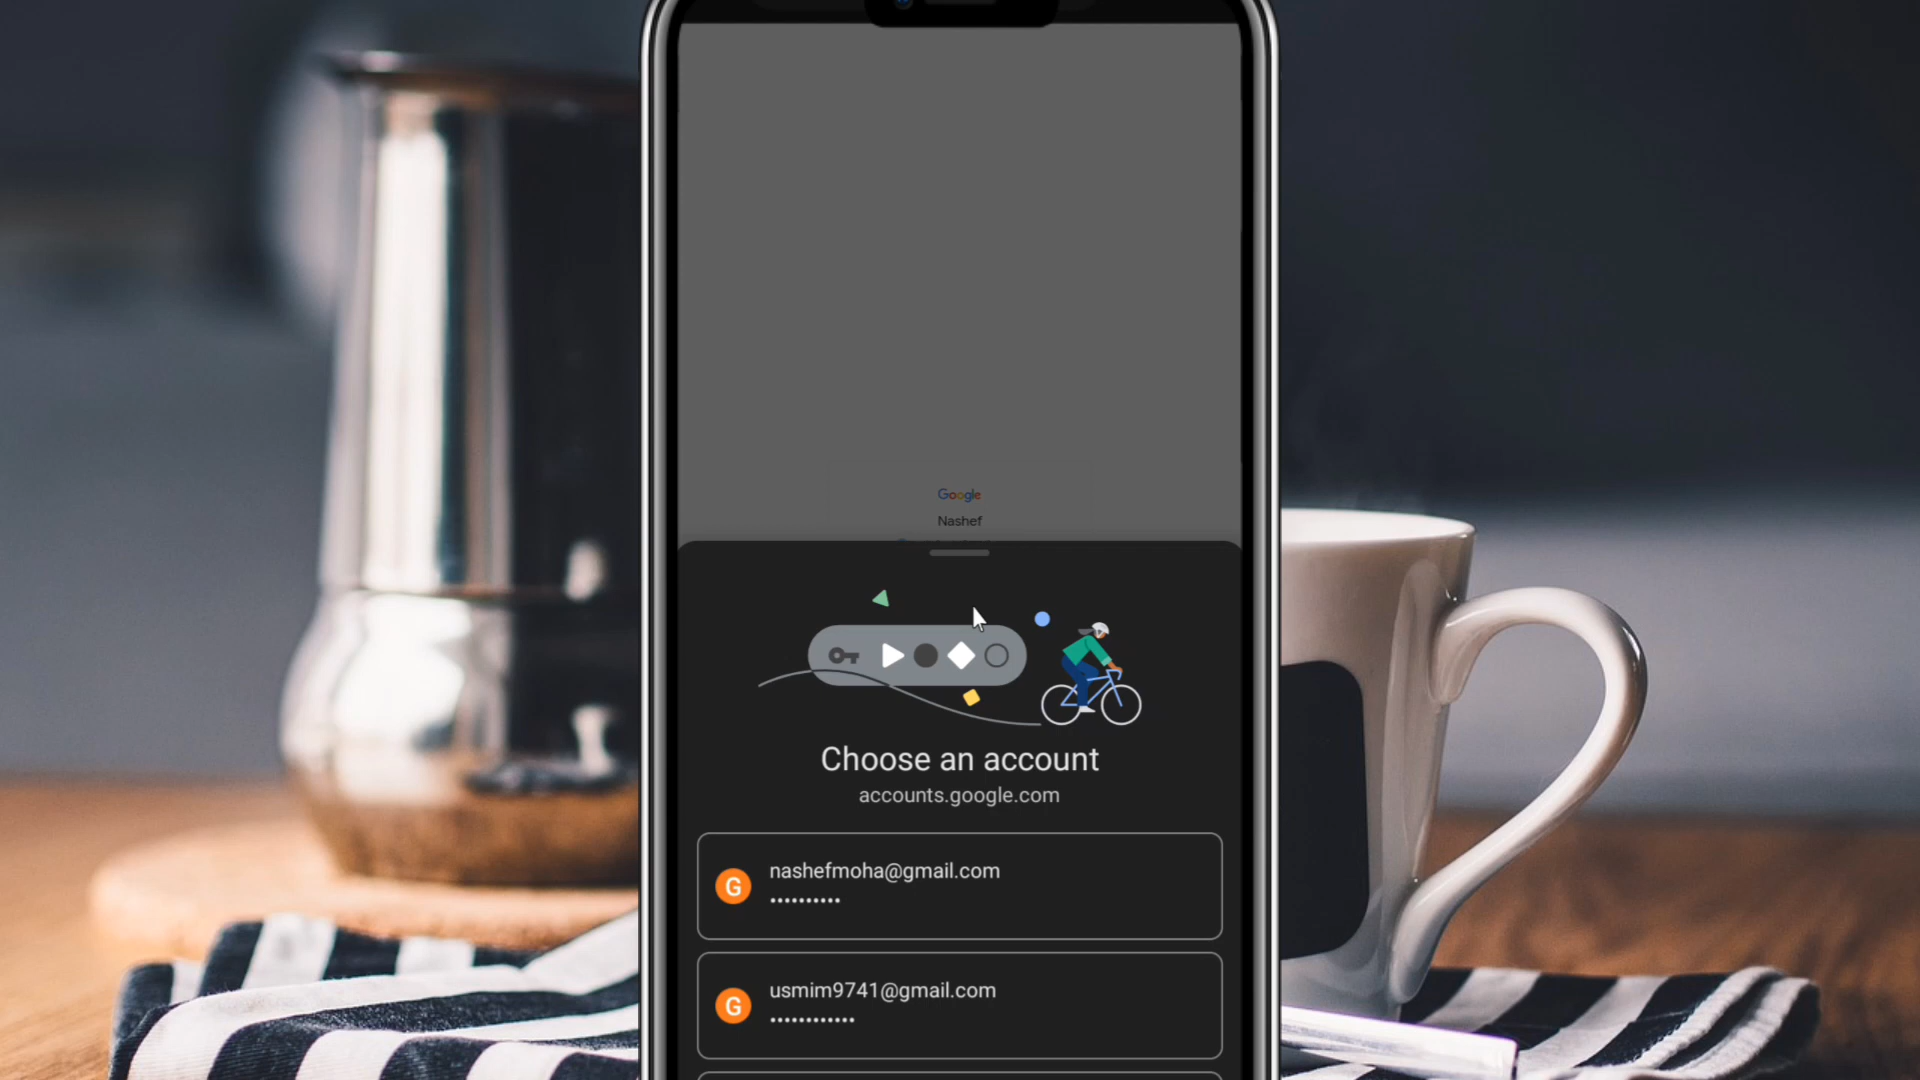 Google
Nashef
Choose an account
accounts.google.com
G
nashefmoha@gmail.com
••••••••••
G
usmim9741@gmail.com
••••••••••••